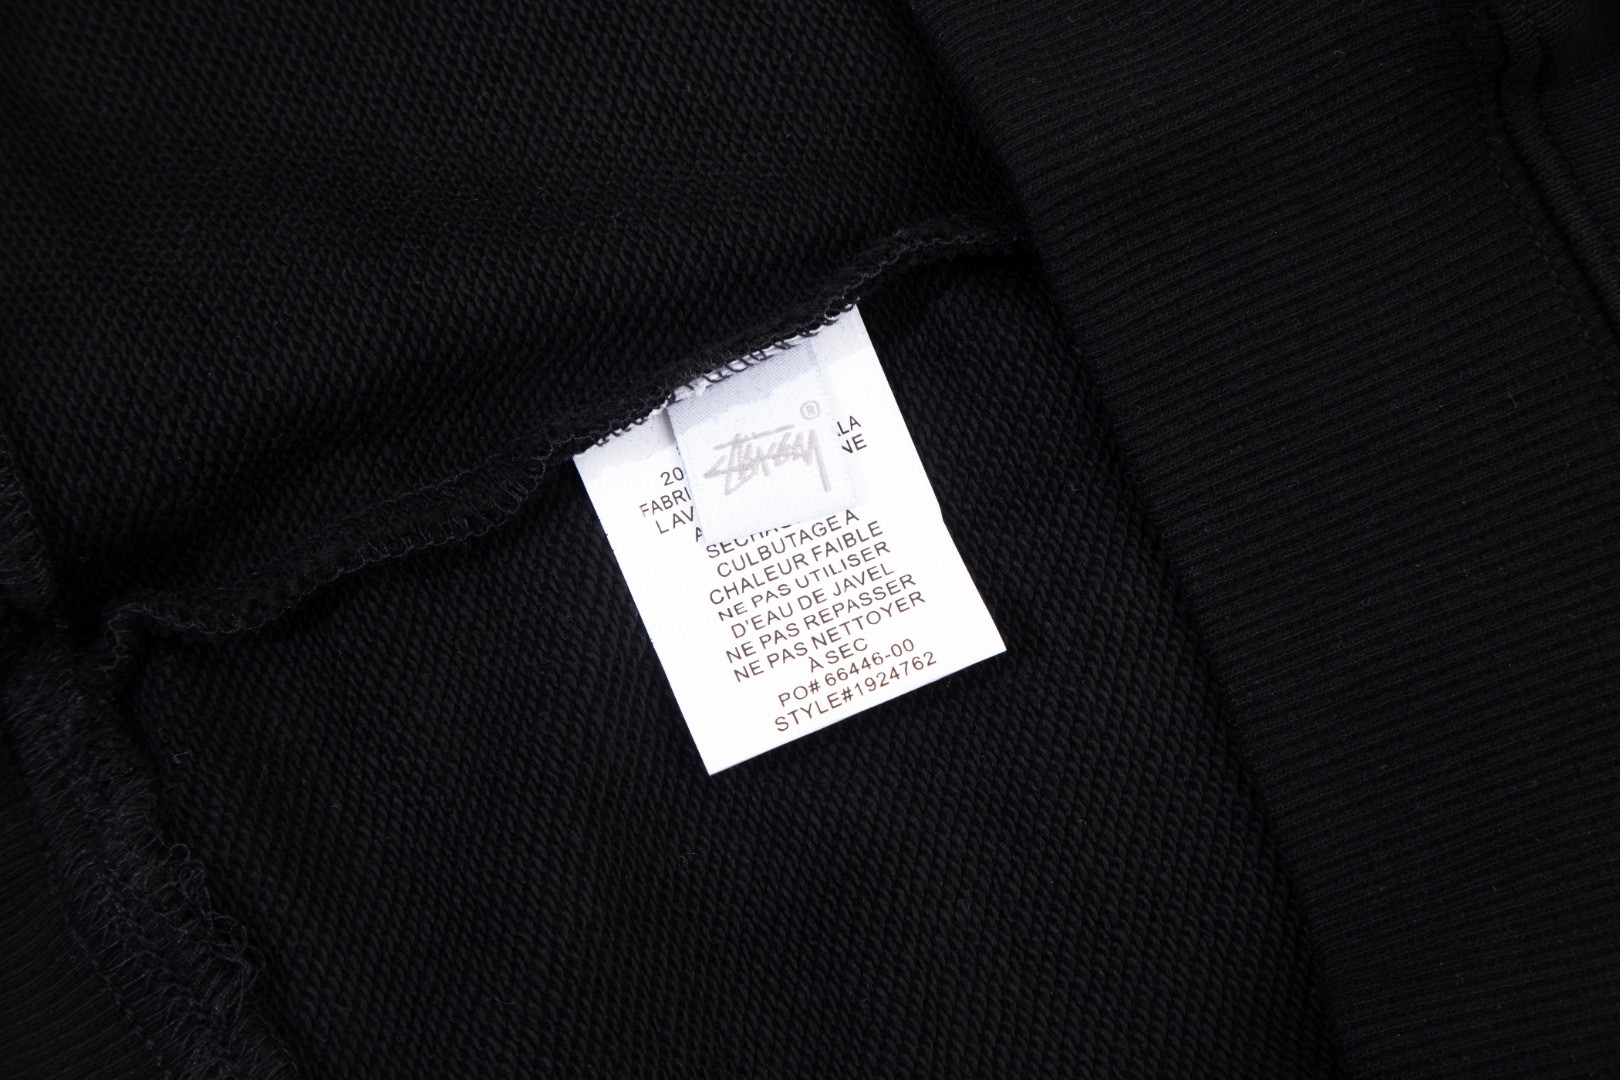 STUSSY ®
LA
NE
20
FABRI
LAV
A
CULBUTAGE A
CHALEUR FAIBLE
NE PAS UTILISER
D'EAU DE JAVEL
NE PAS REPASSER
NE PAS NETTOYER
À SEC
PO# 66446-00
STYLE#1924762